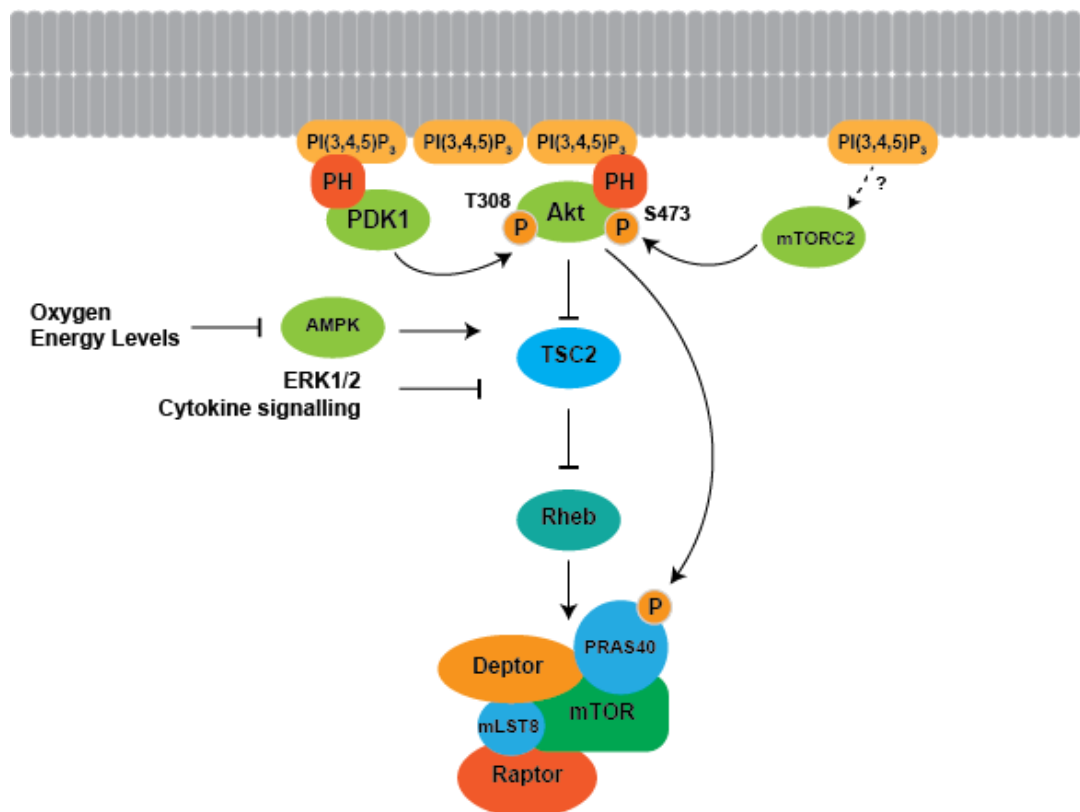 PI(3,4,5)P₃
PI(3,4,5)P₃
PI(3,4,5)P₃
PI(3,4,5)P₃
PH
PH
?
T308
Akt
S473
PDK1
P
P
mTORC2
Oxygen
Energy Levels
AMPK
TSC2
ERK1/2
Cytokine signalling
Rheb
P
PRAS40
Deptor
mTOR
mLST8
Raptor